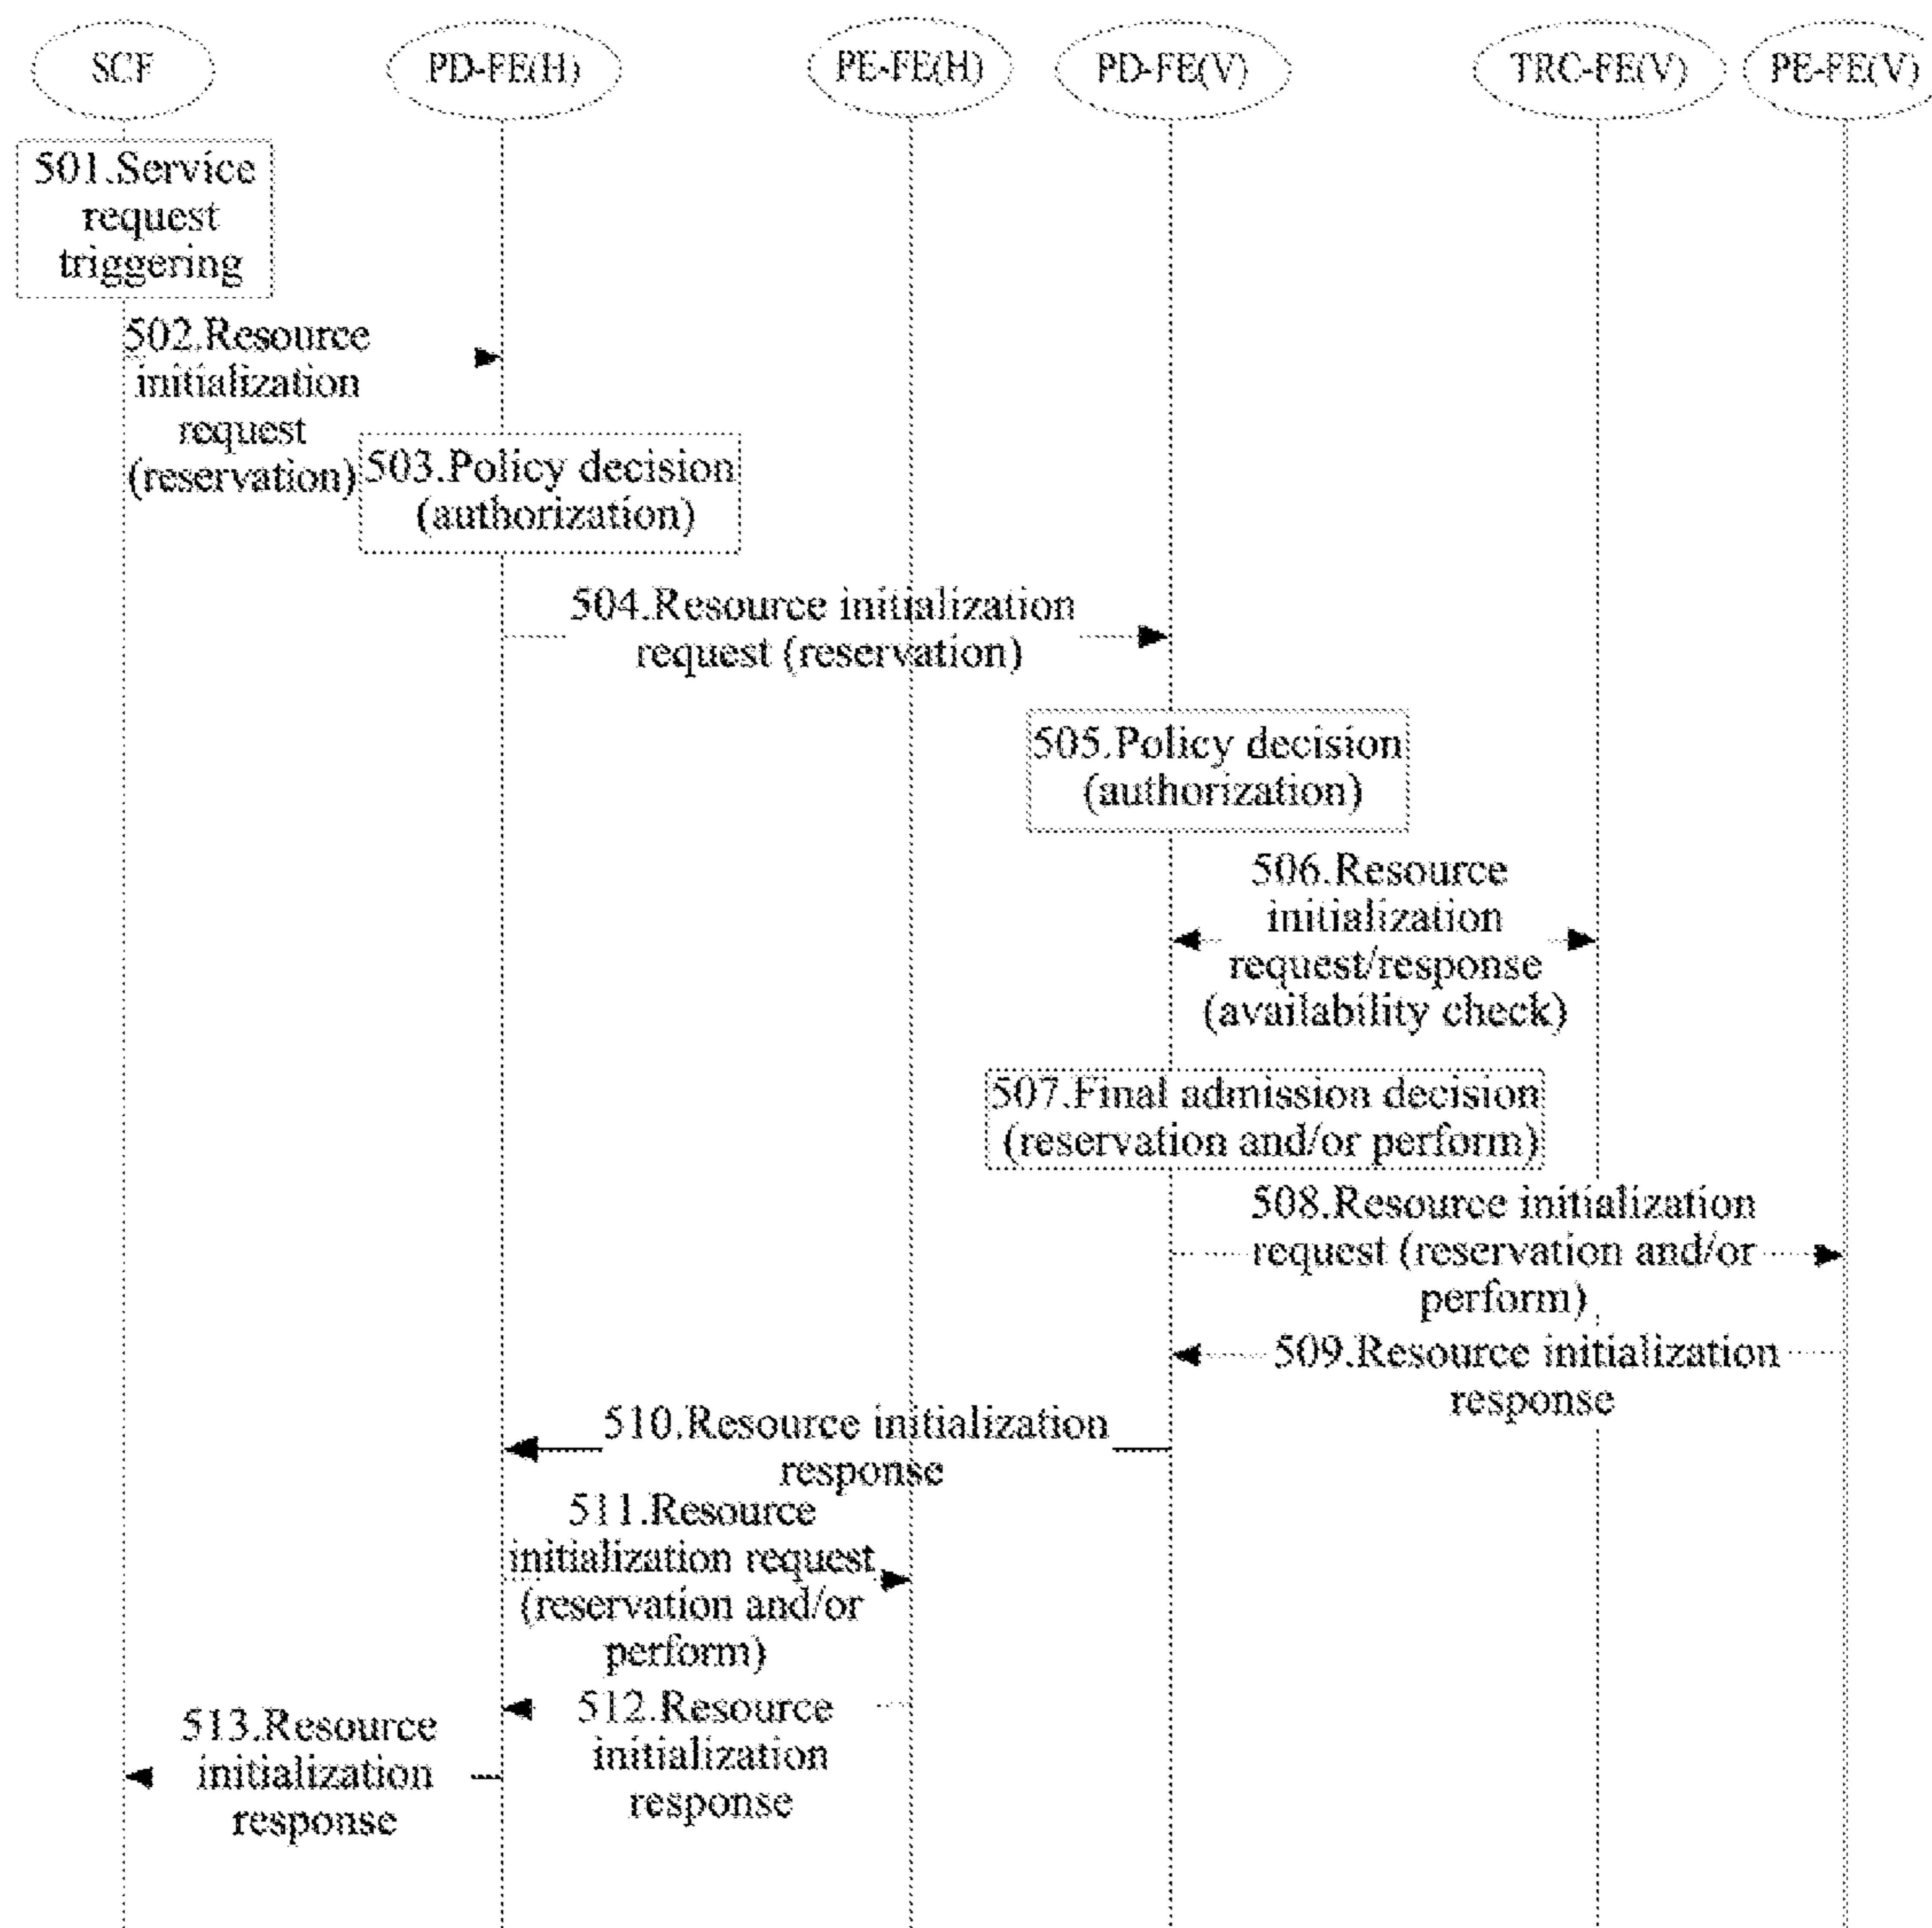 SCF
PD-FE(H)
PE-FE(H)
PD-FE(V)
TRC-FE(V)
PE-FE(V)
501.Service
request
triggering
502.Resource
initialization
request
(reservation)
503.Policy decision
(authorization)
504.Resource initialization
request (reservation)
505.Policy decision
(authorization)
506.Resource
initialization
request/response
(availability check)
507.Final admission decision
(reservation and/or perform)
508.Resource initialization
request (reservation and/or
perform)
509.Resource initialization
response
510.Resource initialization
response
511.Resource
initialization request
(reservation and/or
perform)
512.Resource
initialization
response
513.Resource
initialization
response